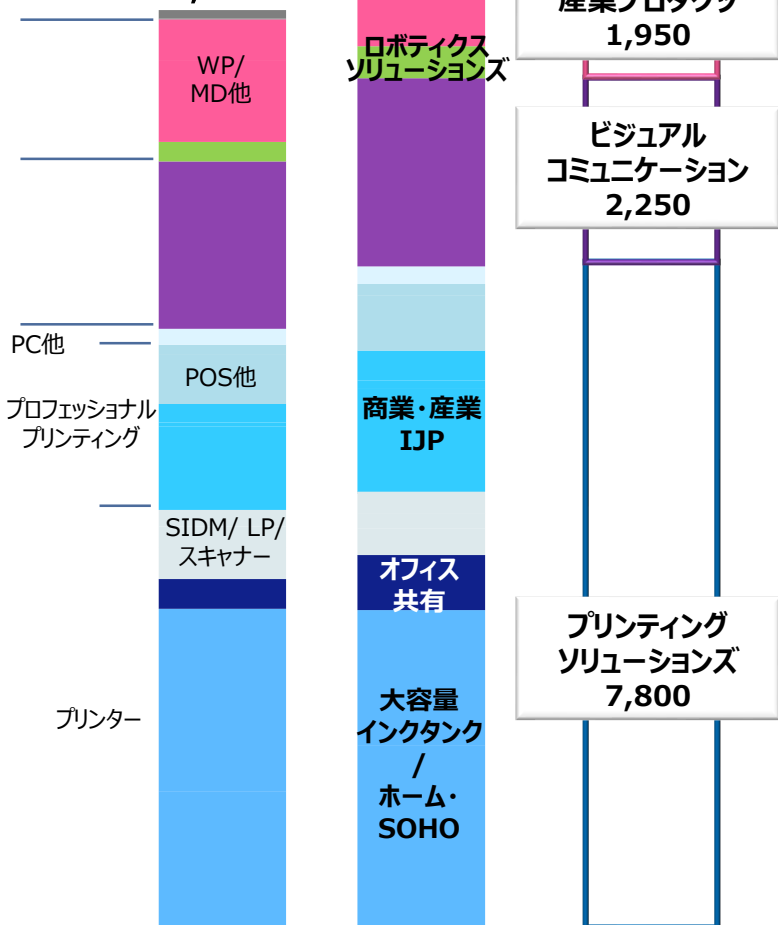 産業プロダクツ
1,950
WP/
MD他
ロボティクス
ソリューションズ
ビジュアル
コミュニケーション
2,250
PC他
POS他
プロフェッショナル
プリンティング
商業・産業
IJP
SIDM/ LP/
スキャナー
オフィス
共有
プリンティング
ソリューションズ
7,800
プリンター
大容量
インクタンク
/
ホーム・
SOHO